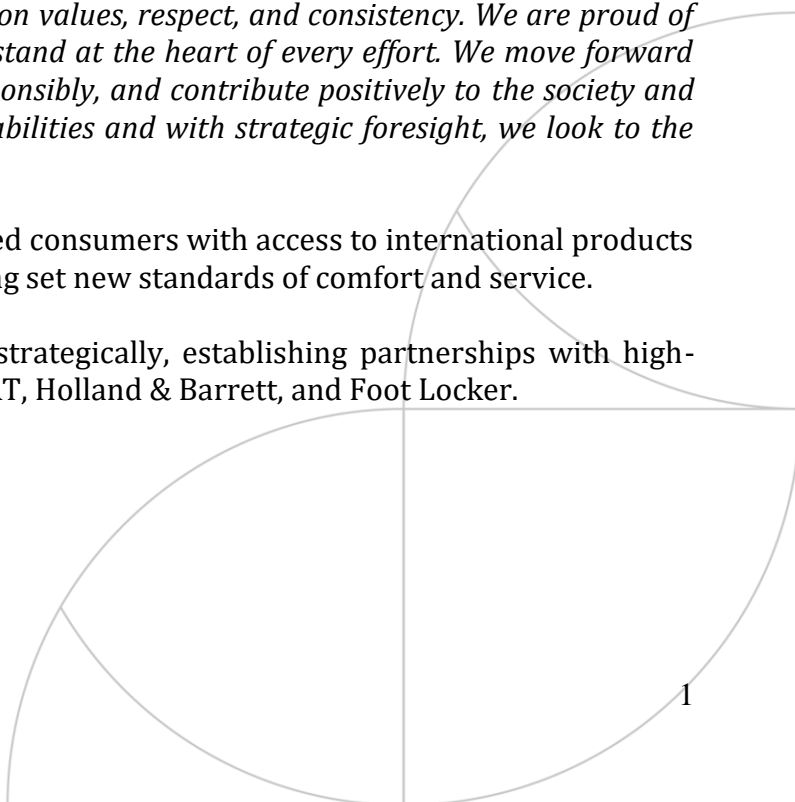 on values, respect, and consistency. We are proud of
stand at the heart of every effort. We move forward
onsibly, and contribute positively to the society and
abilities and with strategic foresight, we look to the
ed consumers with access to international products
ng set new standards of comfort and service.
strategically, establishing partnerships with high-
T, Holland & Barrett, and Foot Locker.
1